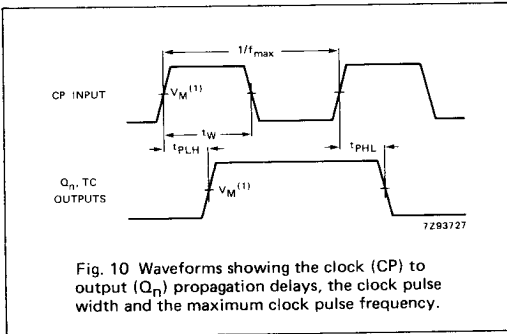 1/fmax
CP INPUT
VM(1)
tW
tPLH
tPHL
Qn, TC
OUTPUTS
VM(1)
7Z93727
Fig. 10 Waveforms showing the clock (CP) to
output (Qn) propagation delays, the clock pulse
width and the maximum clock pulse frequency.